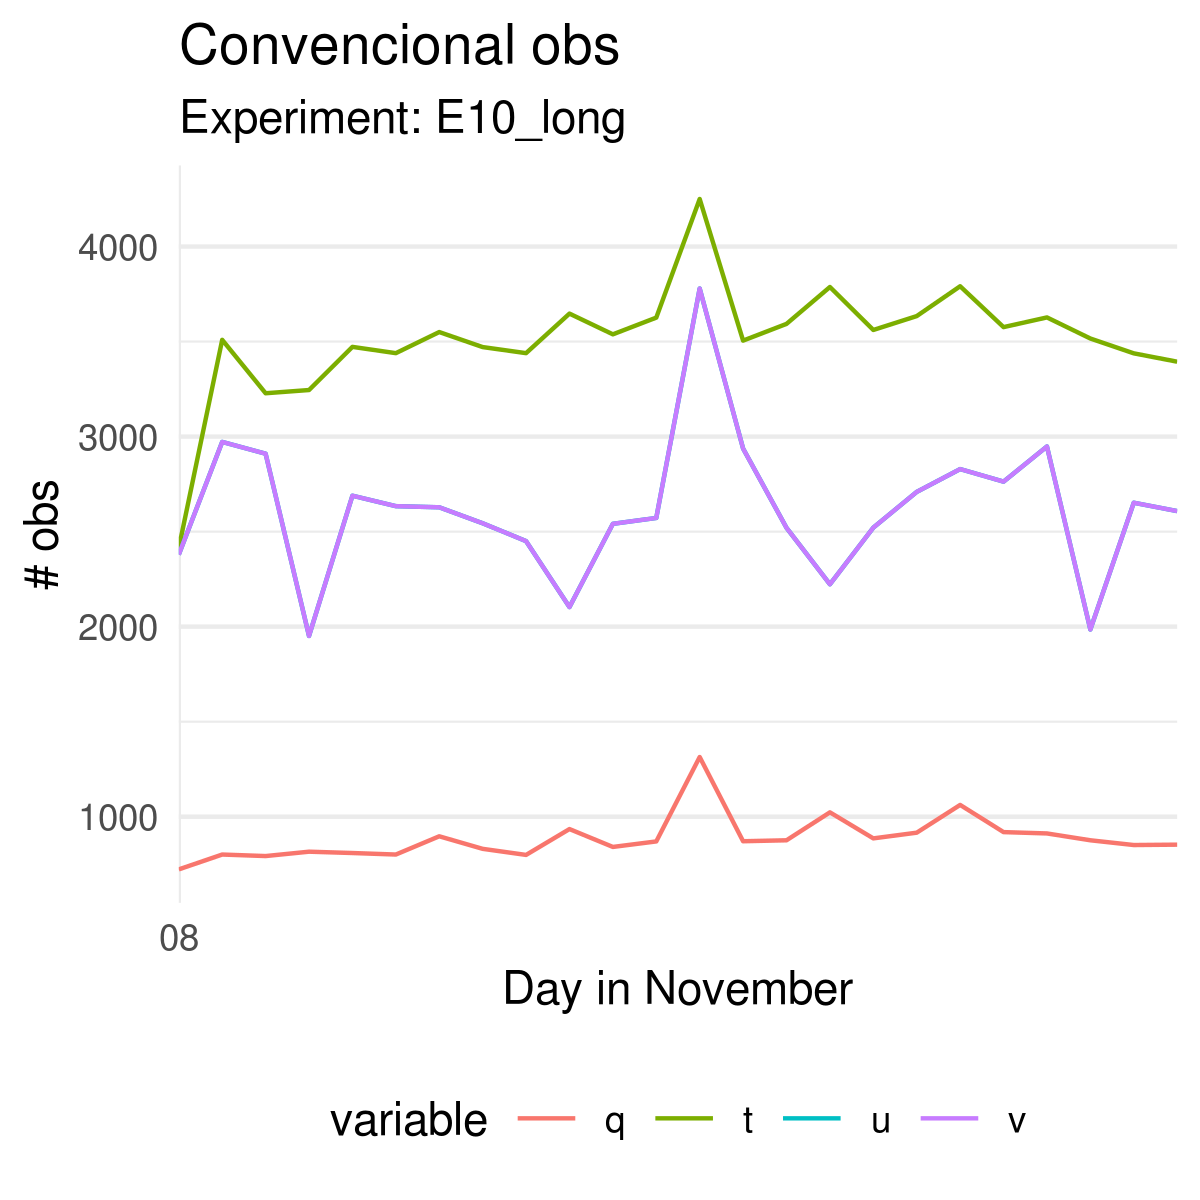 Convencional obs
Experiment: E10_long
4000
3000
2000
1000
# obs
08
Day in November
variable q t u v